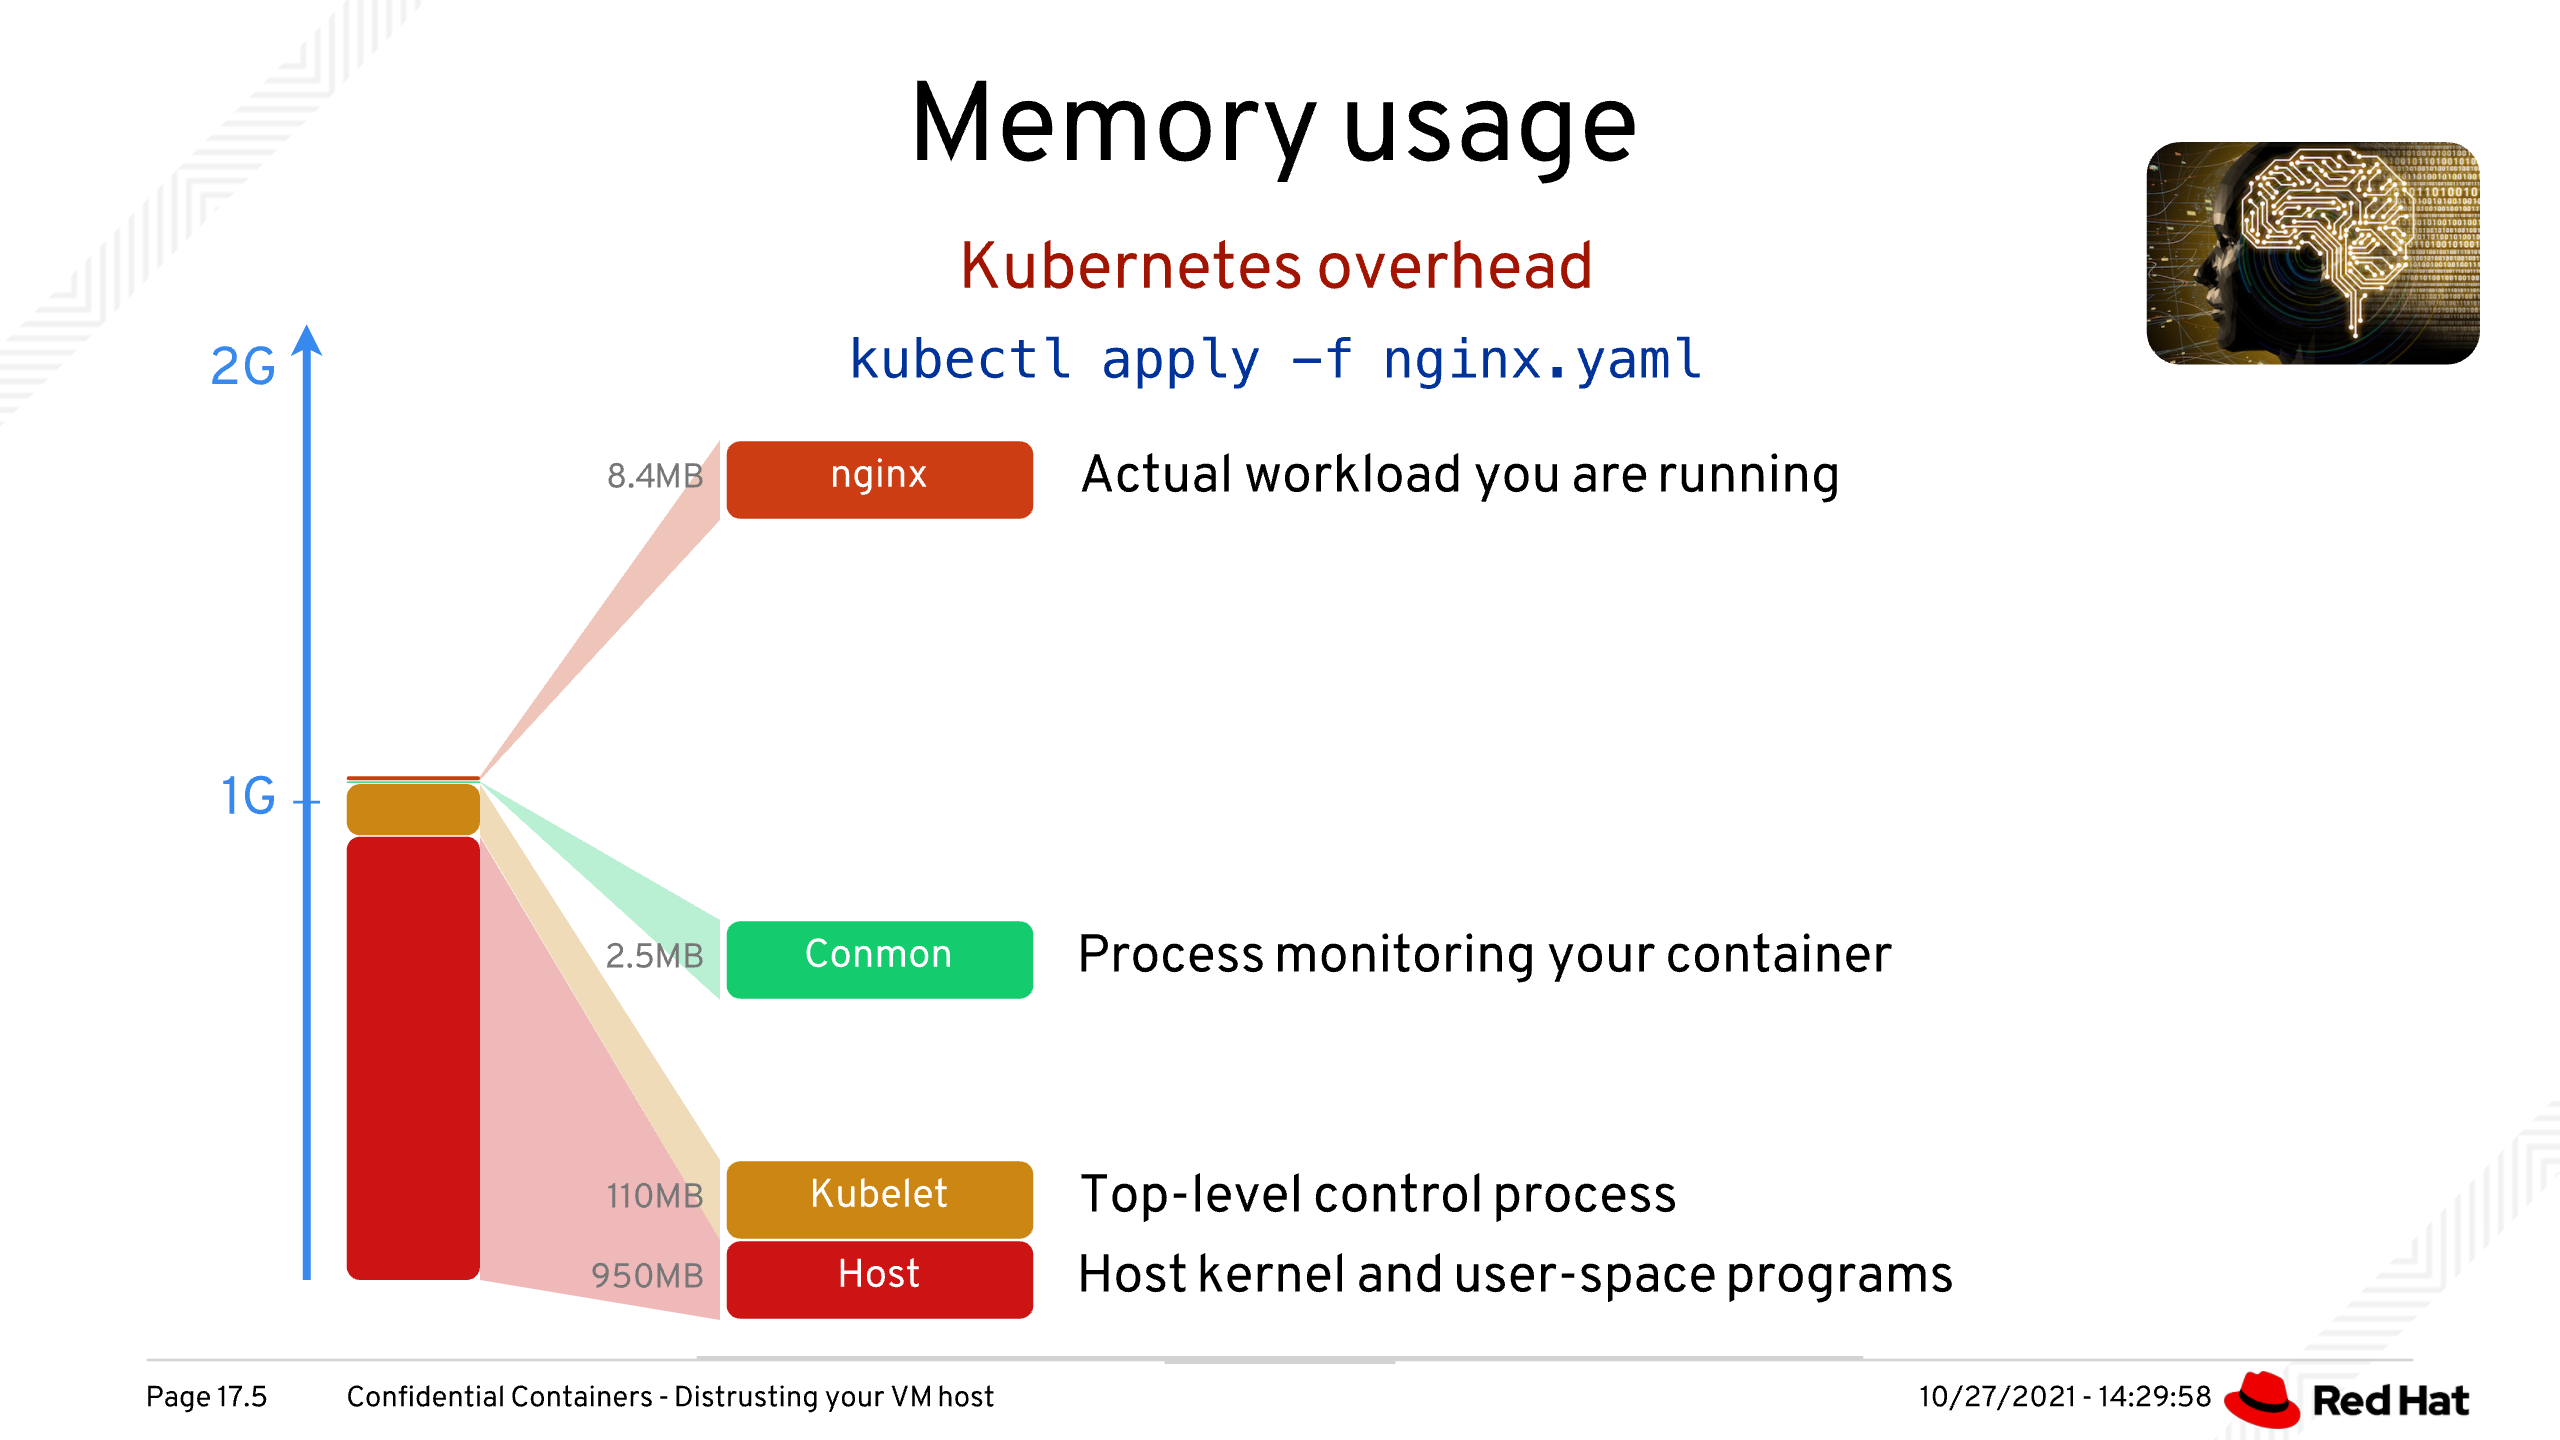 Memory usage
Kubernetes overhead
kubectl apply -f nginx.yaml
2G
8.4MB nginx Actual workload you are running
1G
2.5MB Conmon Process monitoring your container
110MB Kubelet Top-level control process
950MB Host Host kernel and user-space programs
Page 17.5 Confidential Containers - Distrusting your VM host 10/27/2021 - 14:29:58 Red Hat